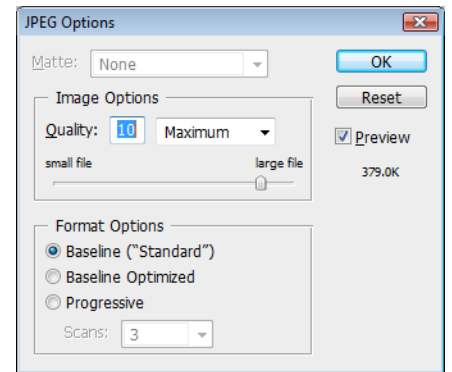 JPEG Options
Matte: None
OK
Image Options
Reset
Quality: 10 Maximum
Preview
small file large file
379.0K
Format Options
Baseline (“Standard”)
Baseline Optimized
Progressive
Scans: 3